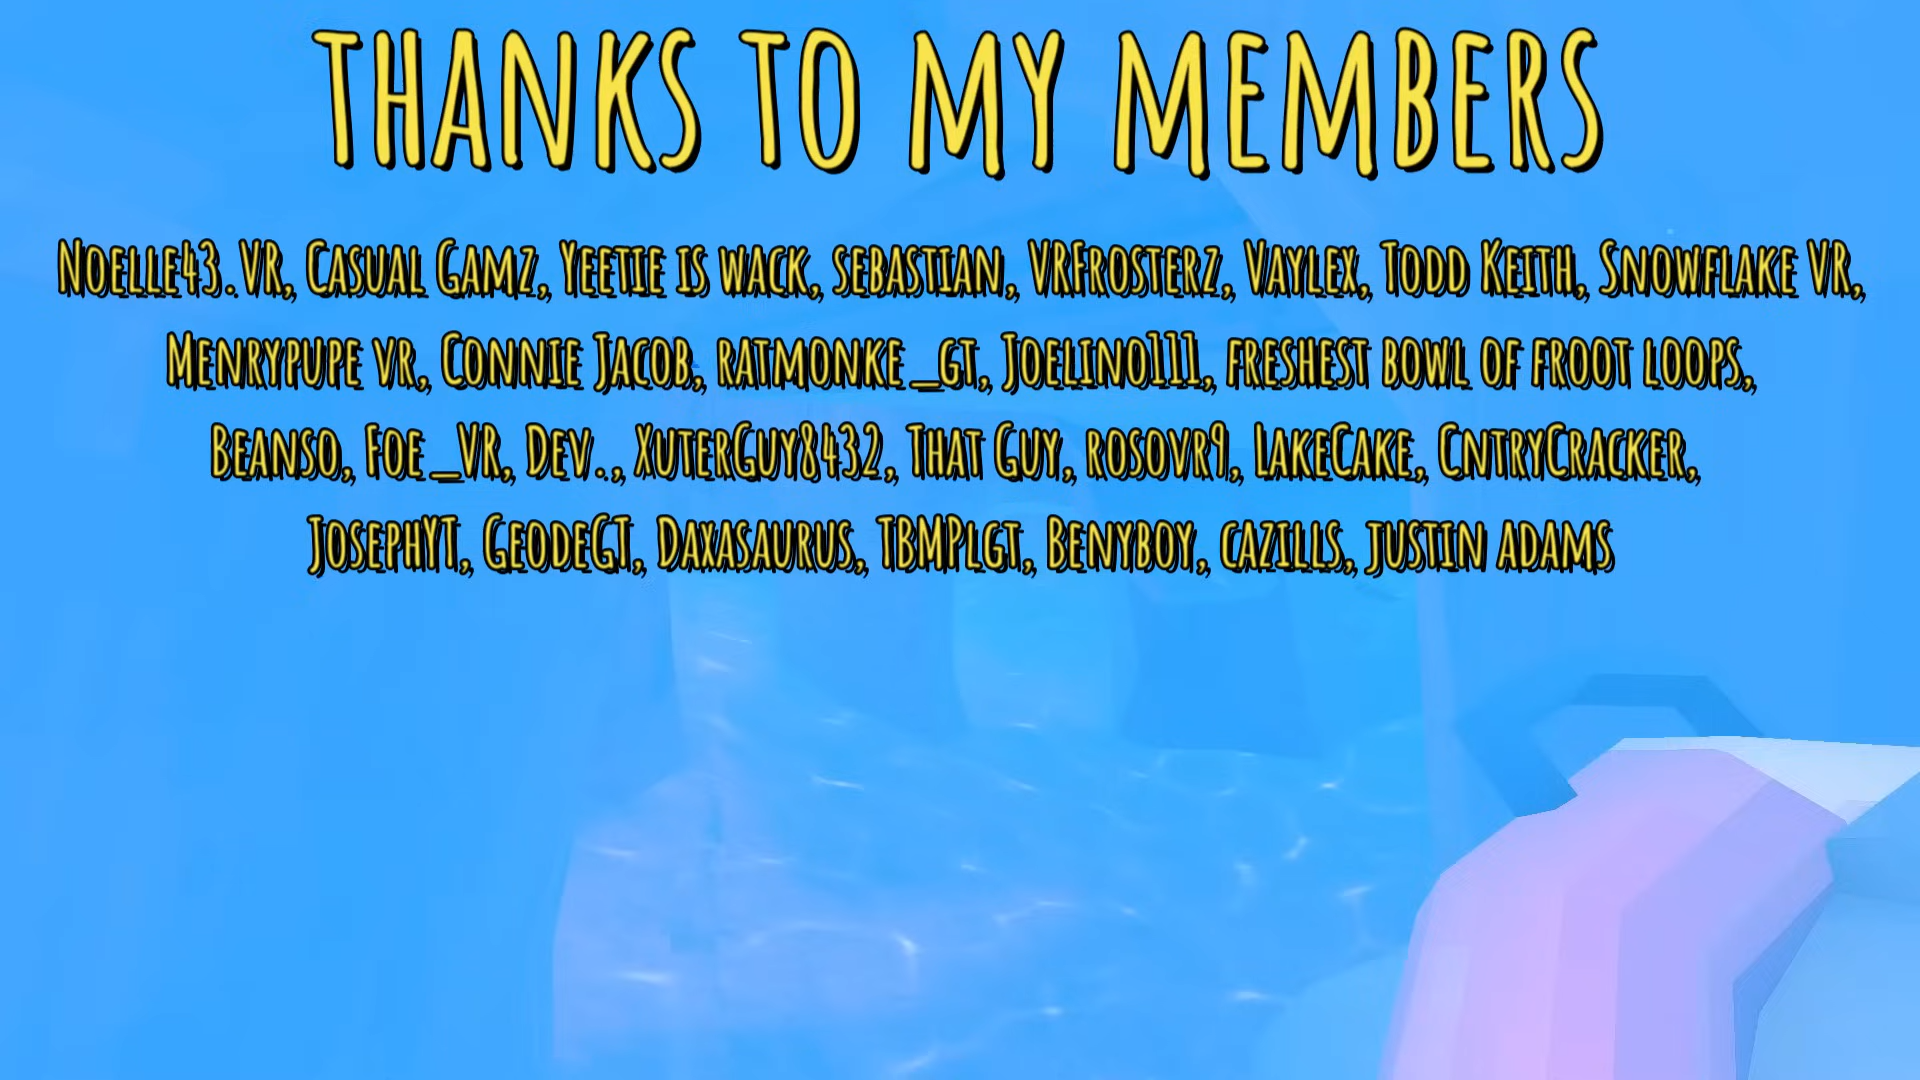 THANKS TO MY MEMBERS
Noelle43.VR, Casual Gamz, Yeetie is wack, sebastian, VRFrosterz, Vaylex, Todd Keith, Snowflake VR,
Menrypupe vr, Connie Jacob, ratmonke_gt, Joelino111, freshest bowl of froot loops,
Beanso, Foe_VR, Dev., XuterGuy8432, That Guy, rosovr9, LakeCake, CntryCracker,
JosephYT, GeodeGT, Daxasaurus, TBMPlgt, Benyboy, cazills, justin adams